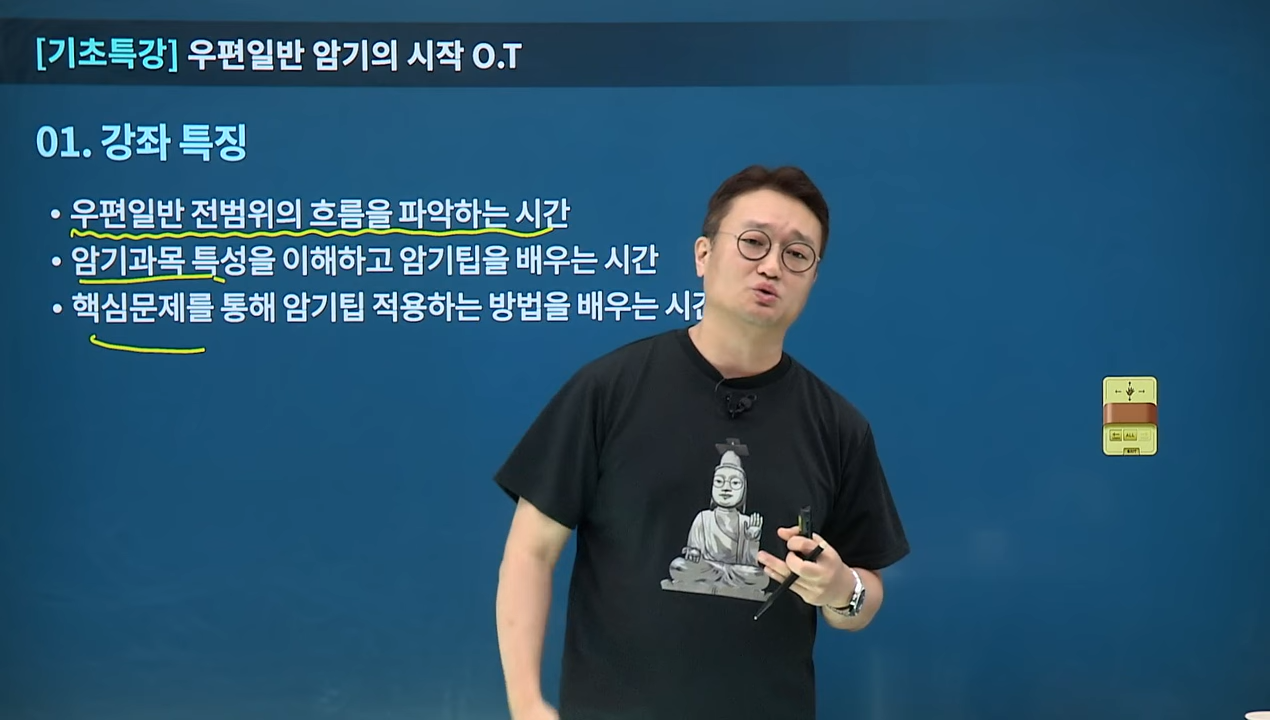 [기초특강] 우편일반 암기의 시작 O.T
01. 강좌 특징
• 우편일반 전범위의 흐름을 파악하는 시간
• 암기과목 특성을 이해하고 암기팁을 배우는 시간
• 핵심문제를 통해 암기팁 적용하는 방법을 배우는 시간
ALL